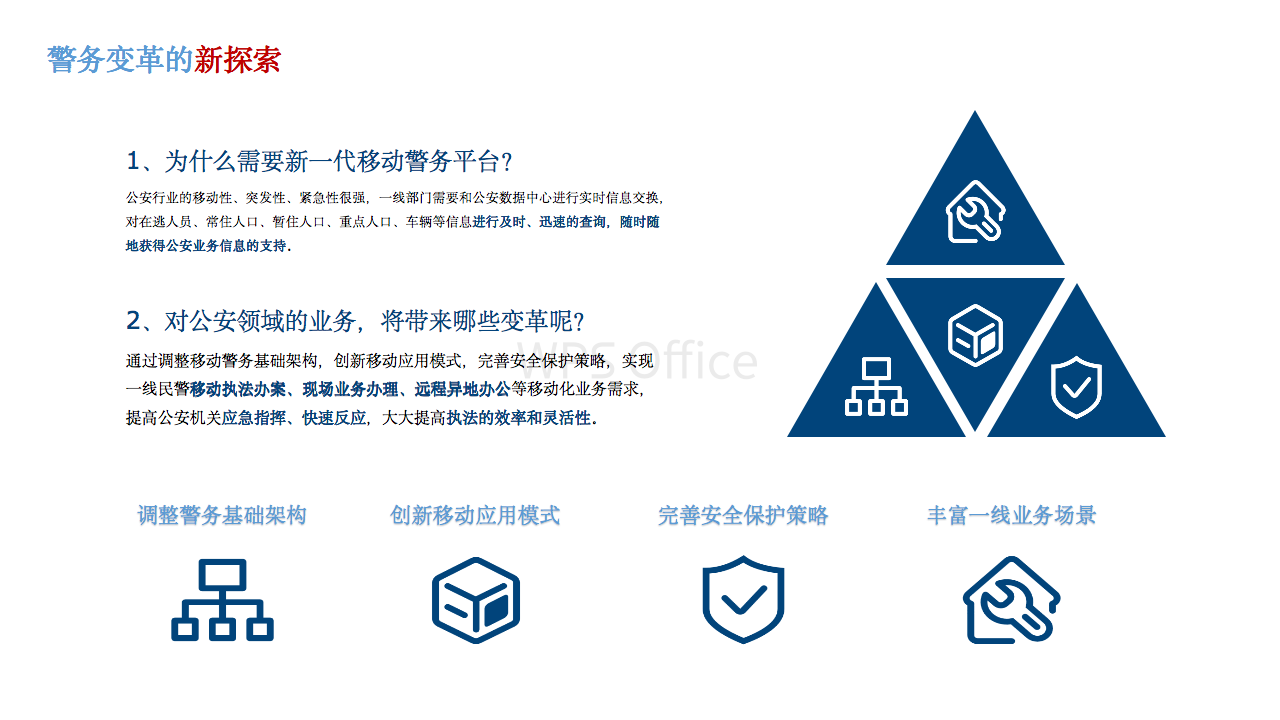 警务变革的新探索
1、为什么需要新一代移动警务平台？
公安行业的移动性、突发性、紧急性很强，一线部门需要和公安数据中心进行实时信息交换，
对在逃人员、常住人口、暂住人口、重点人口、车辆等信息进行及时、迅速的查询，随时随
地获得公安业务信息的支持．
2、对公安领域的业务，将带来哪些变革呢？
WPS Office
通过调整移动警务基础架构，创新移动应用模式，完善安全保护策略，实现
一线民警移动执法办案、现场业务办理、远程异地办公等移动化业务需求，
提高公安机关应急指挥、快速反应，大大提高执法的效率和灵活性。
调整警务基础架构
创新移动应用模式
完善安全保护策略
丰富一线业务场景